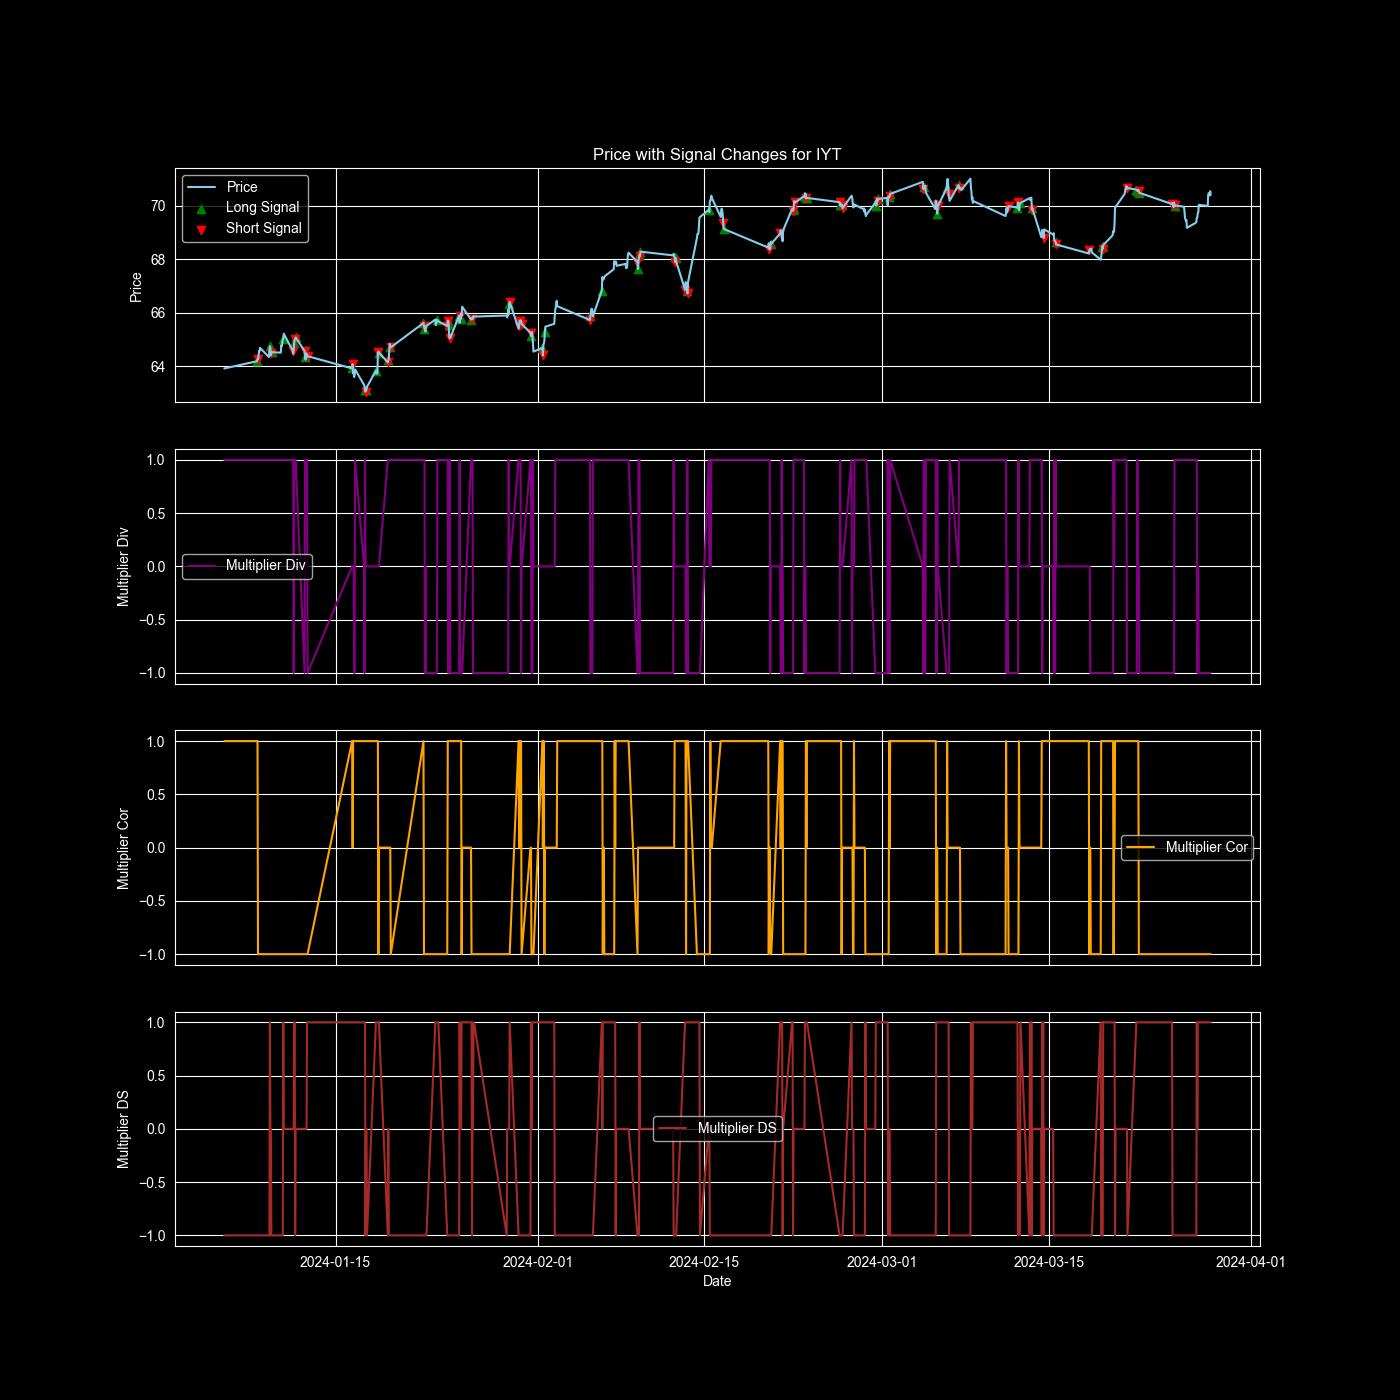 Price with Signal Changes for IYT
Price
Long Signal
Short Signal
70
68
66
64
Price
1.0
0.5
0.0
−0.5
−1.0
Multiplier Div
Multiplier Div
1.0
0.5
0.0
−0.5
−1.0
Multiplier Cor
Multiplier Cor
1.0
0.5
0.0
−0.5
−1.0
Multiplier DS
Multiplier DS
2024-01-15 2024-02-01 2024-02-15 2024-03-01 2024-03-15 2024-04-01
Date